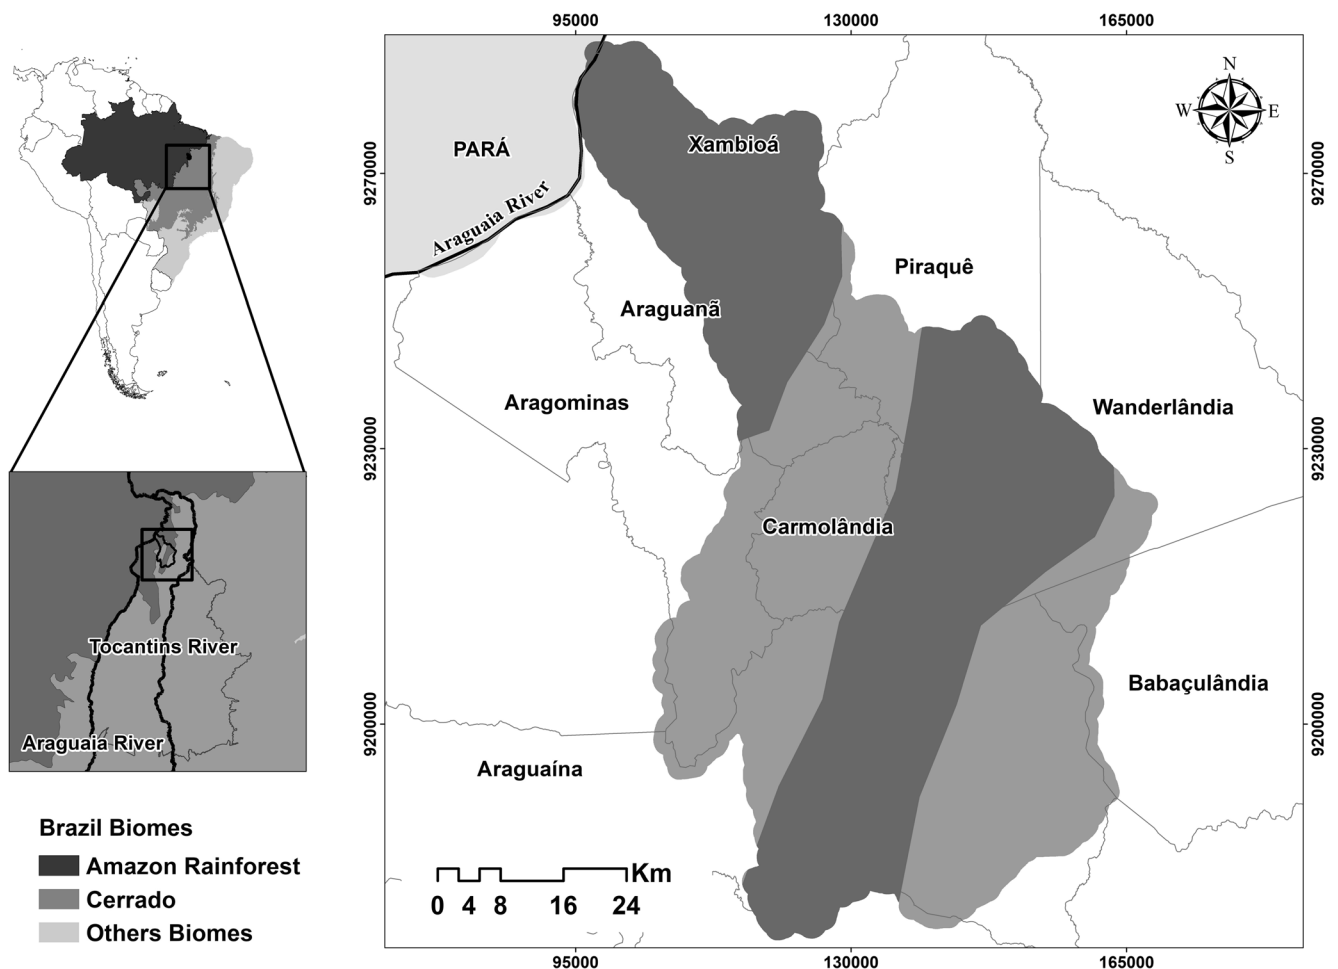 95000
130000
165000
N
W
E
S
9270000
9230000
9200000
9270000
9230000
9200000
PARÁ
Araguaia River
Xambioá
Piraquê
Araguanã
Aragominas
Wanderlândia
Carmolândia
Babaçulândia
Araguaína
Km
0 4 8 16 24
95000
130000
165000
Tocantins River
Araguaia River
Brazil Biomes
Amazon Rainforest
Cerrado
Others Biomes